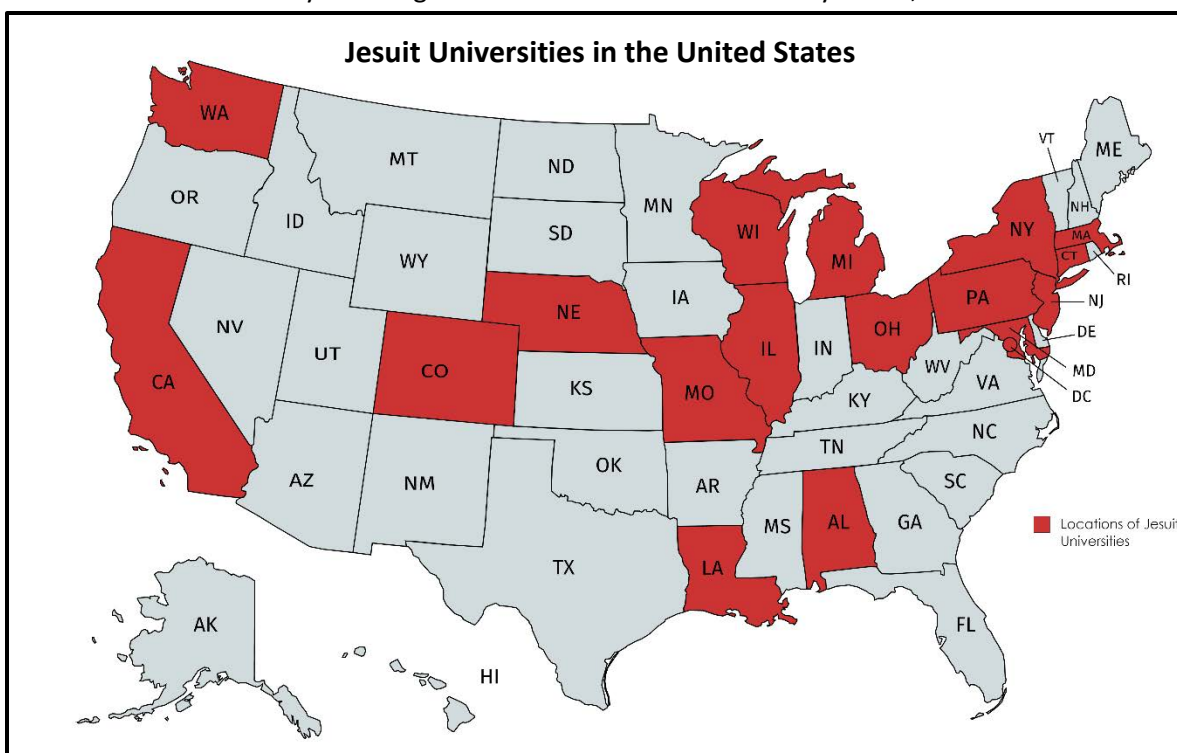 Jesuit Universities in the United States
WA
MT
ND
MN
VT
ME
OR
ID
SD
WI
MI
NY
NH
MA
CT
RI
WY
IA
PA
NJ
NE
NV
UT
CO
IL
IN
OH
DE
MD
DC
CA
KS
MO
WV
VA
KY
NC
TN
AZ
NM
OK
AR
SC
MS
AL
GA
Locations of Jesuit
Universities
TX
LA
FL
AK
HI